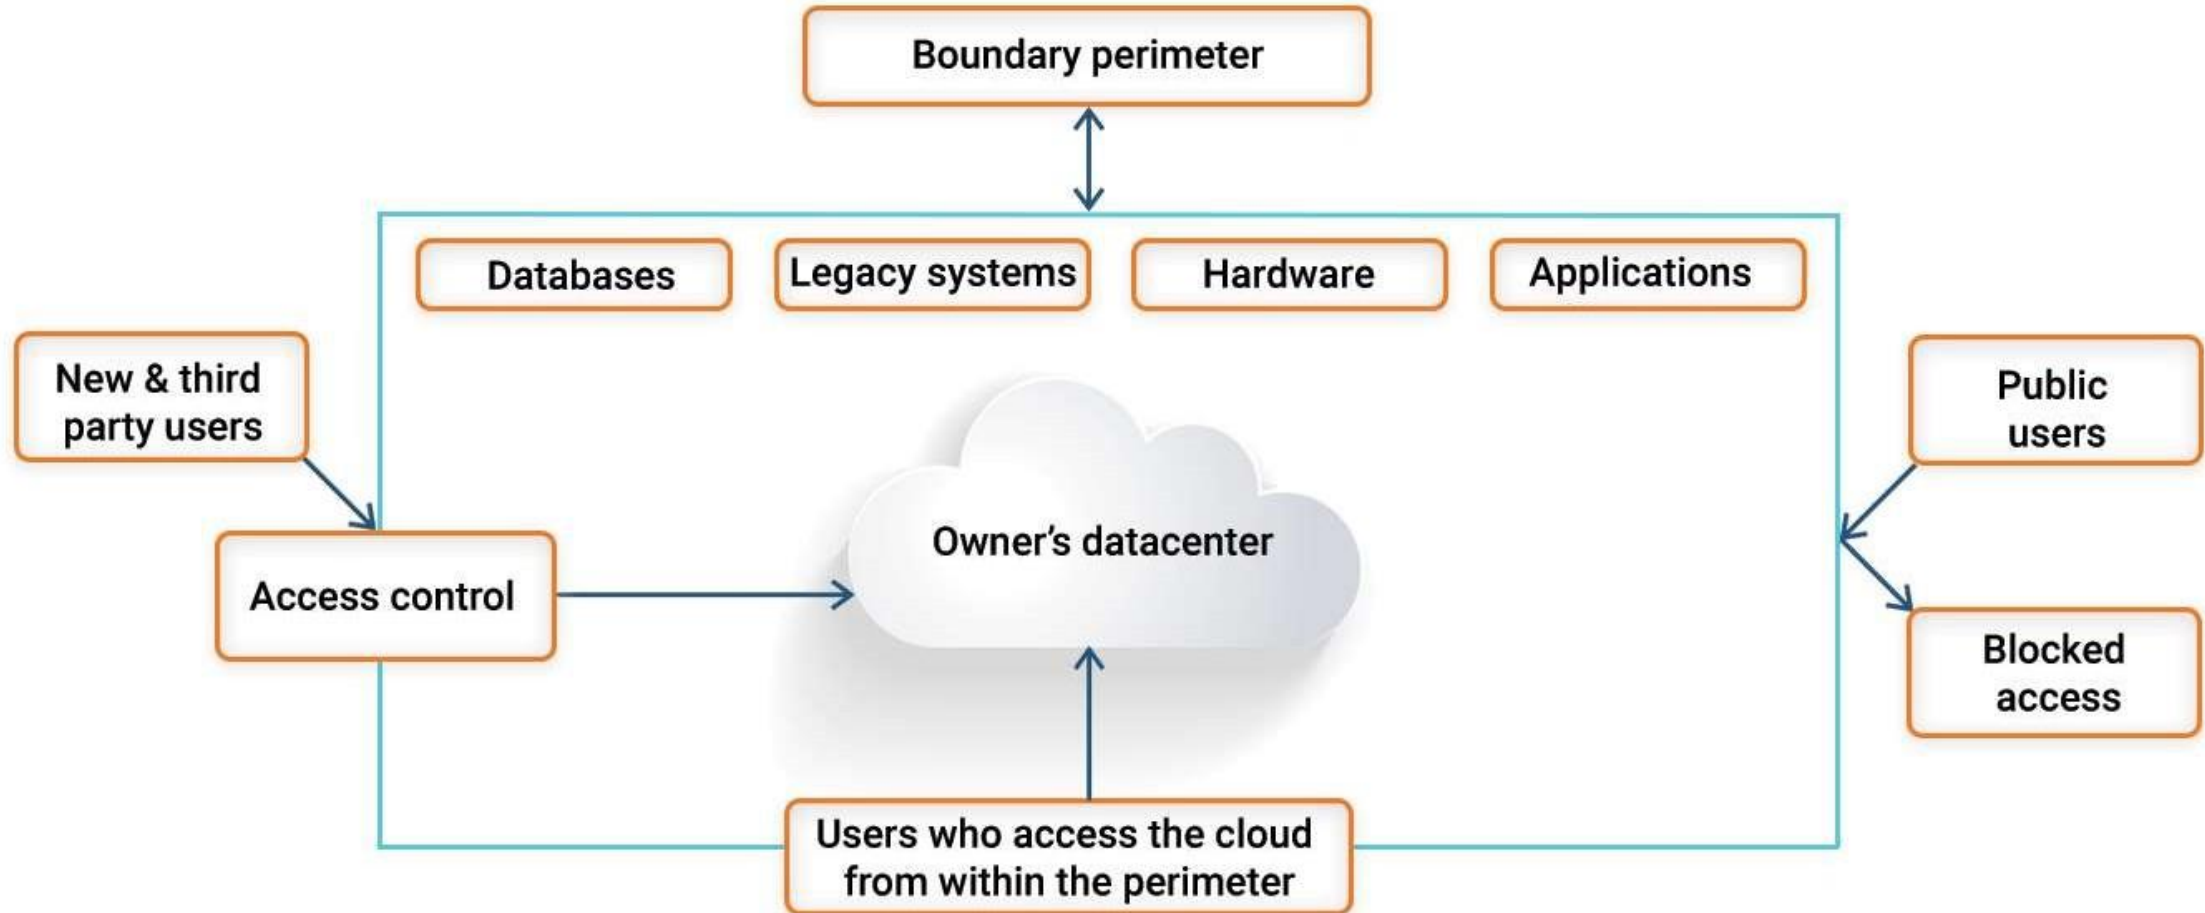 Boundary perimeter
Databases
Legacy systems
Hardware
Applications
New & third
party users
Public
users
Owner's datacenter
Access control
Blocked
access
Users who access the cloud
from within the perimeter